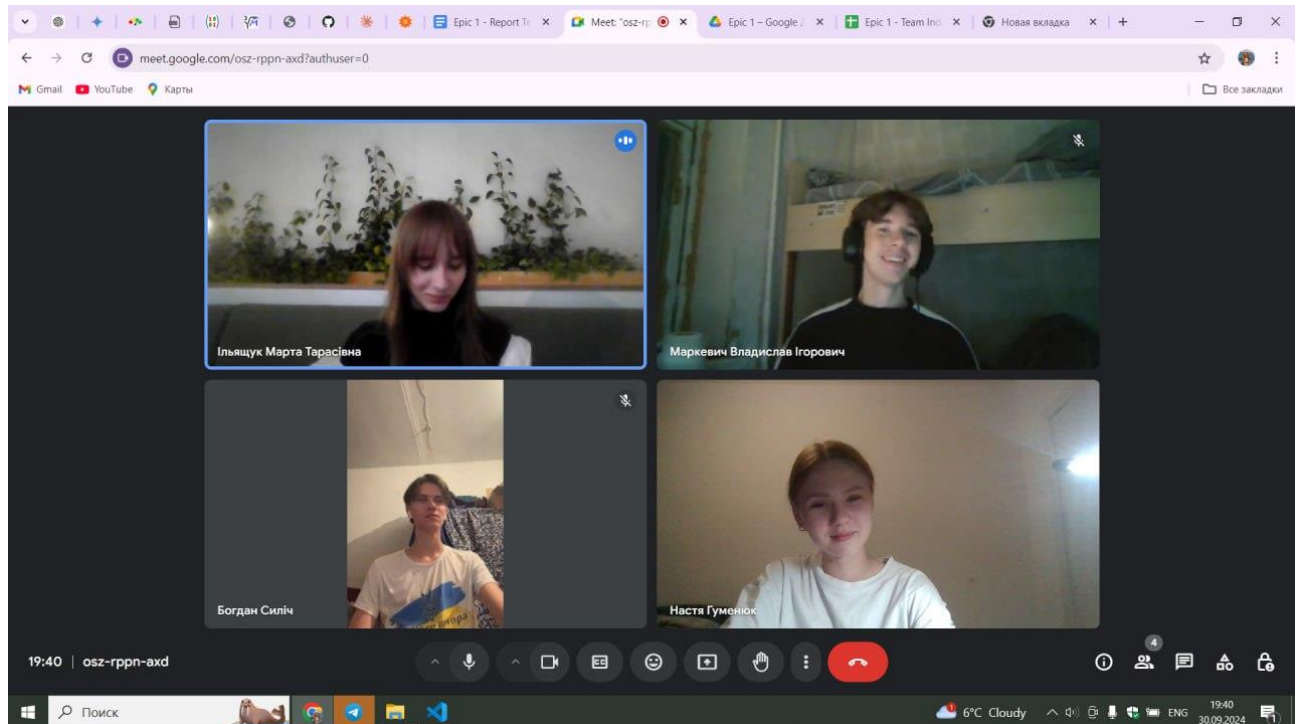 Epic 1 - Report Te
Meet: "osz-rp
Epic 1 – Google
Epic 1 - Team Ind
Новая вкладка
meet.google.com/osz-rppn-axd?authuser=0
Gmail
YouTube
Карты
Все закладки
Ільящук Марта Тарасівна
Маркевич Владислав Ігорович
Богдан Силіч
Настя Гуменюк
19:40 | osz-rppn-axd
4
Поиск
6°C Cloudy
ENG
19:40
30.09.2024